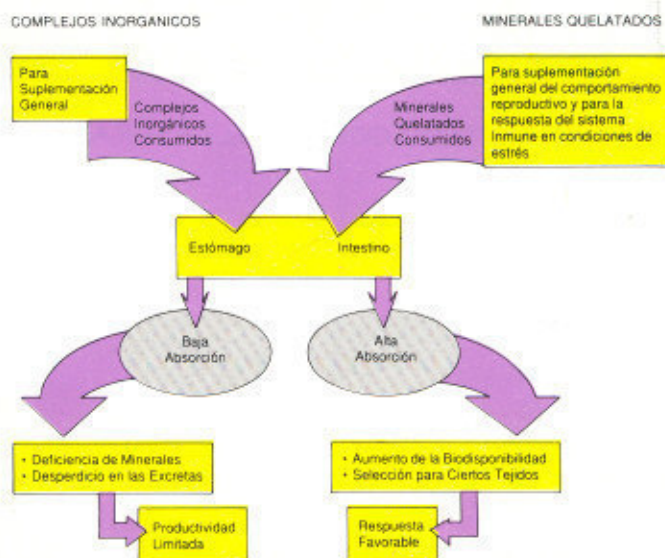 COMPLEJOS INORGANICOS
MINERALES QUELATADOS
Para
Suplementación
General
Complejos
Inorgánicos
Consumidos
Minerales
Quelatados
Consumidos
Para suplementación
general del comportamiento
reproductivo y para la
respuesta del sistema
Inmune en condiciones de
estrés
Estómago
Intestino
Baja
Absorción
Alta
Absorción
• Deficiencia de Minerales
• Desperdicio en las Excretas
• Aumento de la Biodisponibilidad
• Selección para Ciertos Tejidos
Productividad
Limitada
Respuesta
Favorable